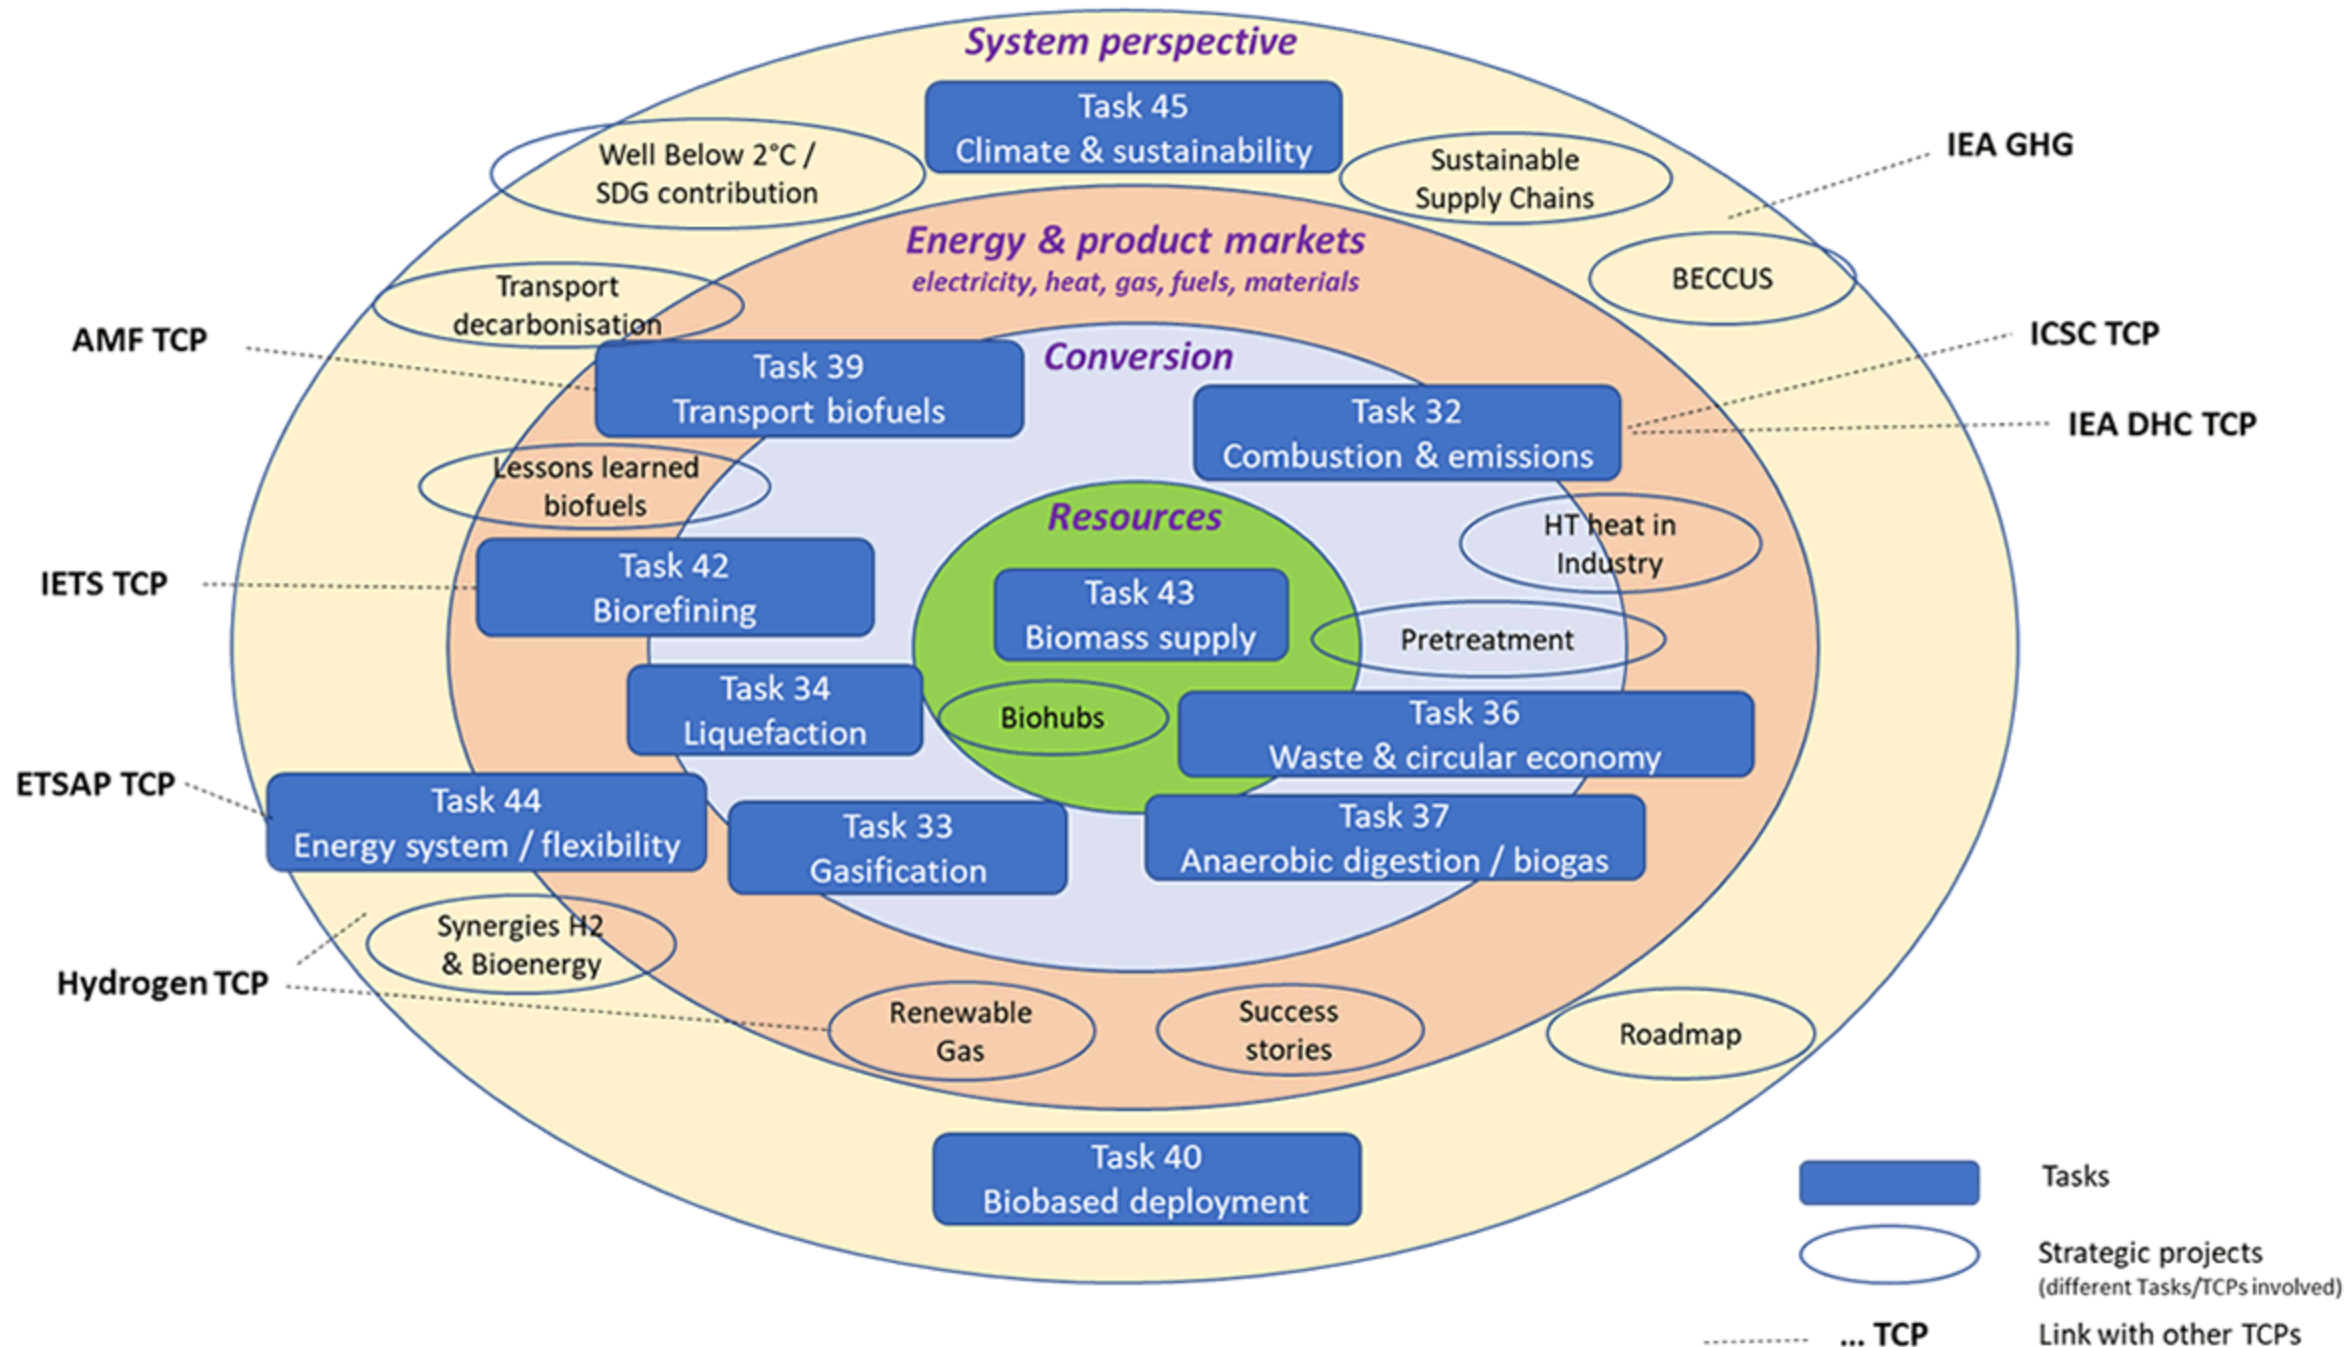 System perspective
Task 45
Climate & sustainability
Well Below 2°C /
SDG contribution
Sustainable
Supply Chains
IEA GHG
Energy & product markets
electricity, heat, gas, fuels, materials
BECCUS
Transport
decarbonisation
AMF TCP
ICSC TCP
Conversion
Task 39
Transport biofuels
Task 32
Combustion & emissions
IEA DHC TCP
Lessons learned
biofuels
Resources
HT heat in
Industry
IETS TCP
Task 42
Biorefining
Task 43
Biomass supply
Pretreatment
Task 34
Liquefaction
Biohubs
Task 36
Waste & circular economy
ETSAP TCP
Task 44
Energy system / flexibility
Task 33
Gasification
Task 37
Anaerobic digestion / biogas
Synergies H2
& Bioenergy
Hydrogen TCP
Renewable
Gas
Success
stories
Roadmap
Task 40
Biobased deployment
Tasks
Strategic projects
(different Tasks/TCPs involved)
... TCP
Link with other TCPs